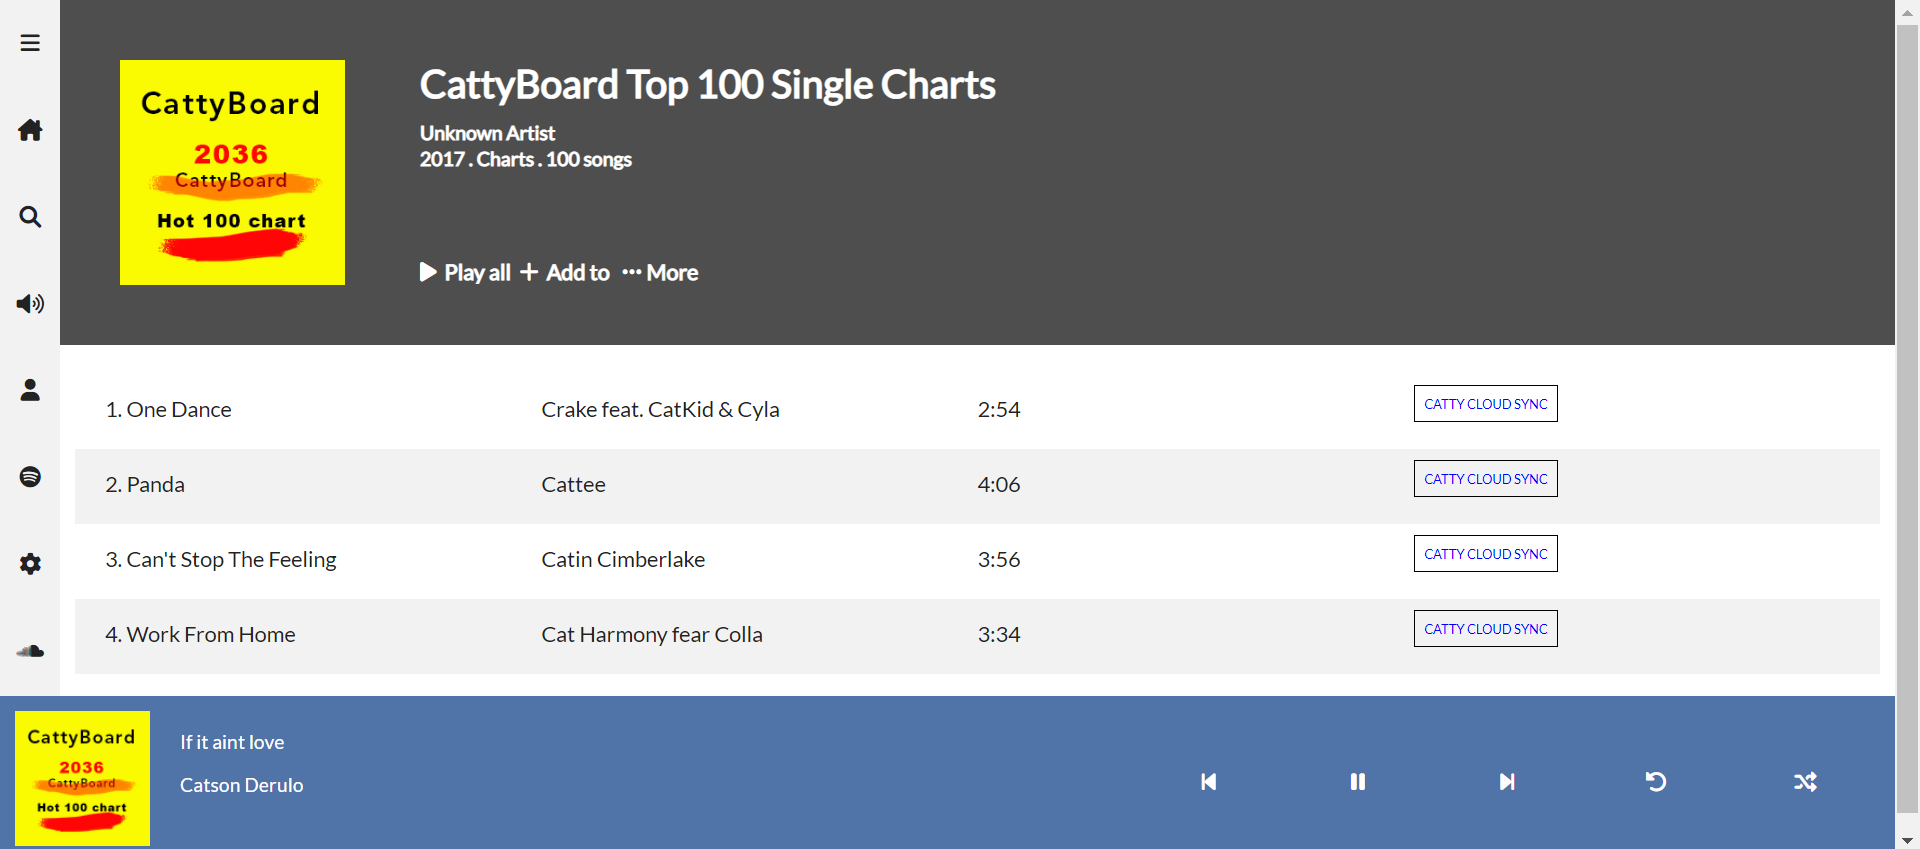 CattyBoard
2036
CattyBoard
Hot 100 chart
CattyBoard Top 100 Single Charts
Unknown Artist
2017 . Charts . 100 songs
Play all Add to More
1. One Dance Crake feat. CatKid & Cyla 2:54 CATTY CLOUD SYNC
2. Panda Cattee 4:06 CATTY CLOUD SYNC
3. Can't Stop The Feeling Catin Cimberlake 3:56 CATTY CLOUD SYNC
4. Work From Home Cat Harmony fear Colla 3:34 CATTY CLOUD SYNC
CattyBoard
2036
CattyBoard
Hot 100 chart
If it aint love
Catson Derulo